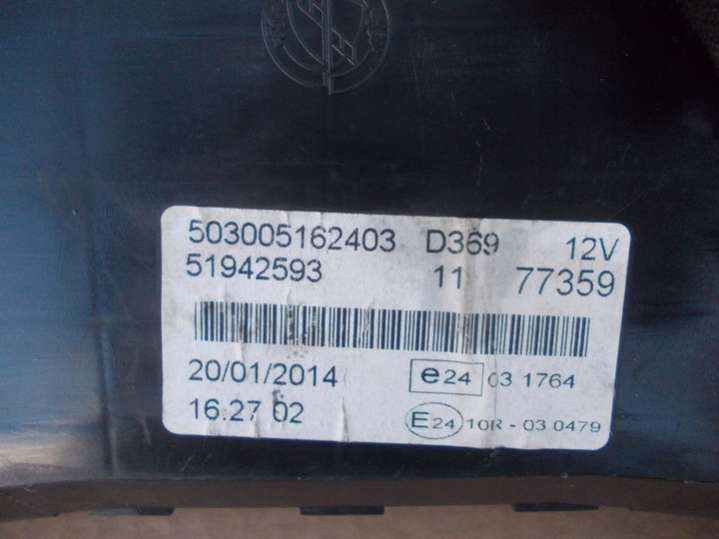 503005162403 D369 12V
51942593 11 77359
20/01/2014 e24 03 1764
16.27 02 E24 10R - 03 0479